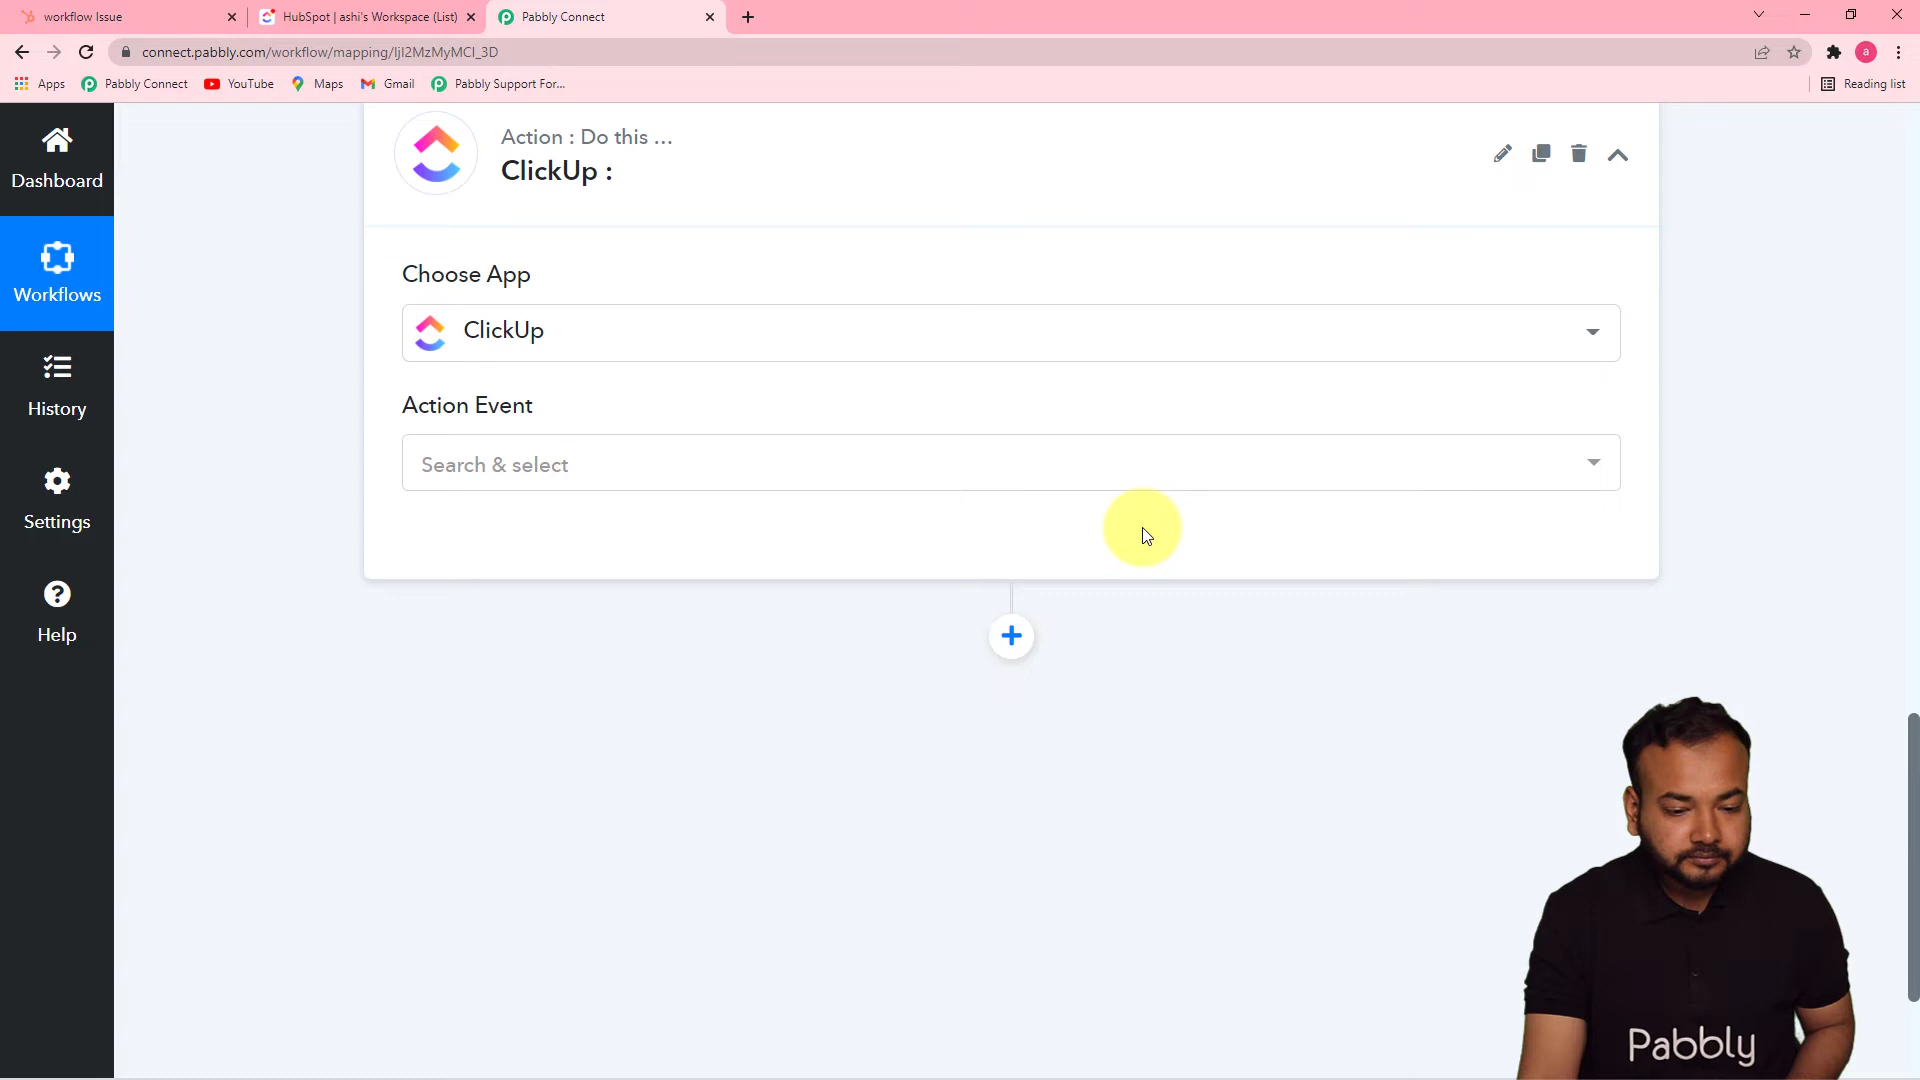 workflow Issue
HubSpot | ashi's Workspace (List)
Pabbly Connect
connect.pabbly.com/workflow/mapping/IjI2MzMyMCI_3D
a
Apps
Pabbly Connect
YouTube
Maps
Gmail
Pabbly Support For...
Reading list
Dashboard
Workflows
History
Settings
Help
Action : Do this ...
ClickUp :
Choose App
ClickUp
Action Event
Search & select
Pabbly